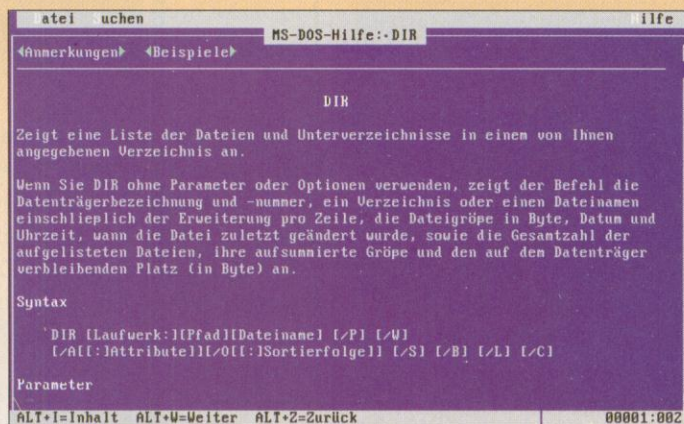 Datei Suchen Hilfe
MS-DOS-Hilfe: DIR
◄Anmerkungen► ◄Beispiele►
DIR
Zeigt eine Liste der Dateien und Unterverzeichnisse in einem von Ihnen
angegebenen Verzeichnis an.
Wenn Sie DIR ohne Parameter oder Optionen verwenden, zeigt der Befehl die
Datenträgerbezeichnung und -nummer, ein Verzeichnis oder einen Dateinamen
einschließlich der Erweiterung pro Zeile, die Dateigröße in Byte, Datum und
Uhrzeit, wann die Datei zuletzt geändert wurde, sowie die Gesamtzahl der
aufgelisteten Dateien, ihre aufsummierte Größe und den auf dem Datenträger
verbleibenden Platz (in Byte) an.
Syntax
DIR [Laufwerk:][Pfad][Dateiname] [/P] [/W]
[/A[[:]Attribute]][/O[[:]Sortierfolge]] [/S] [/B] [/L] [/C]
Parameter
ALT+I=Inhalt ALT+W=Weiter ALT+Z=Zurück 00001:002